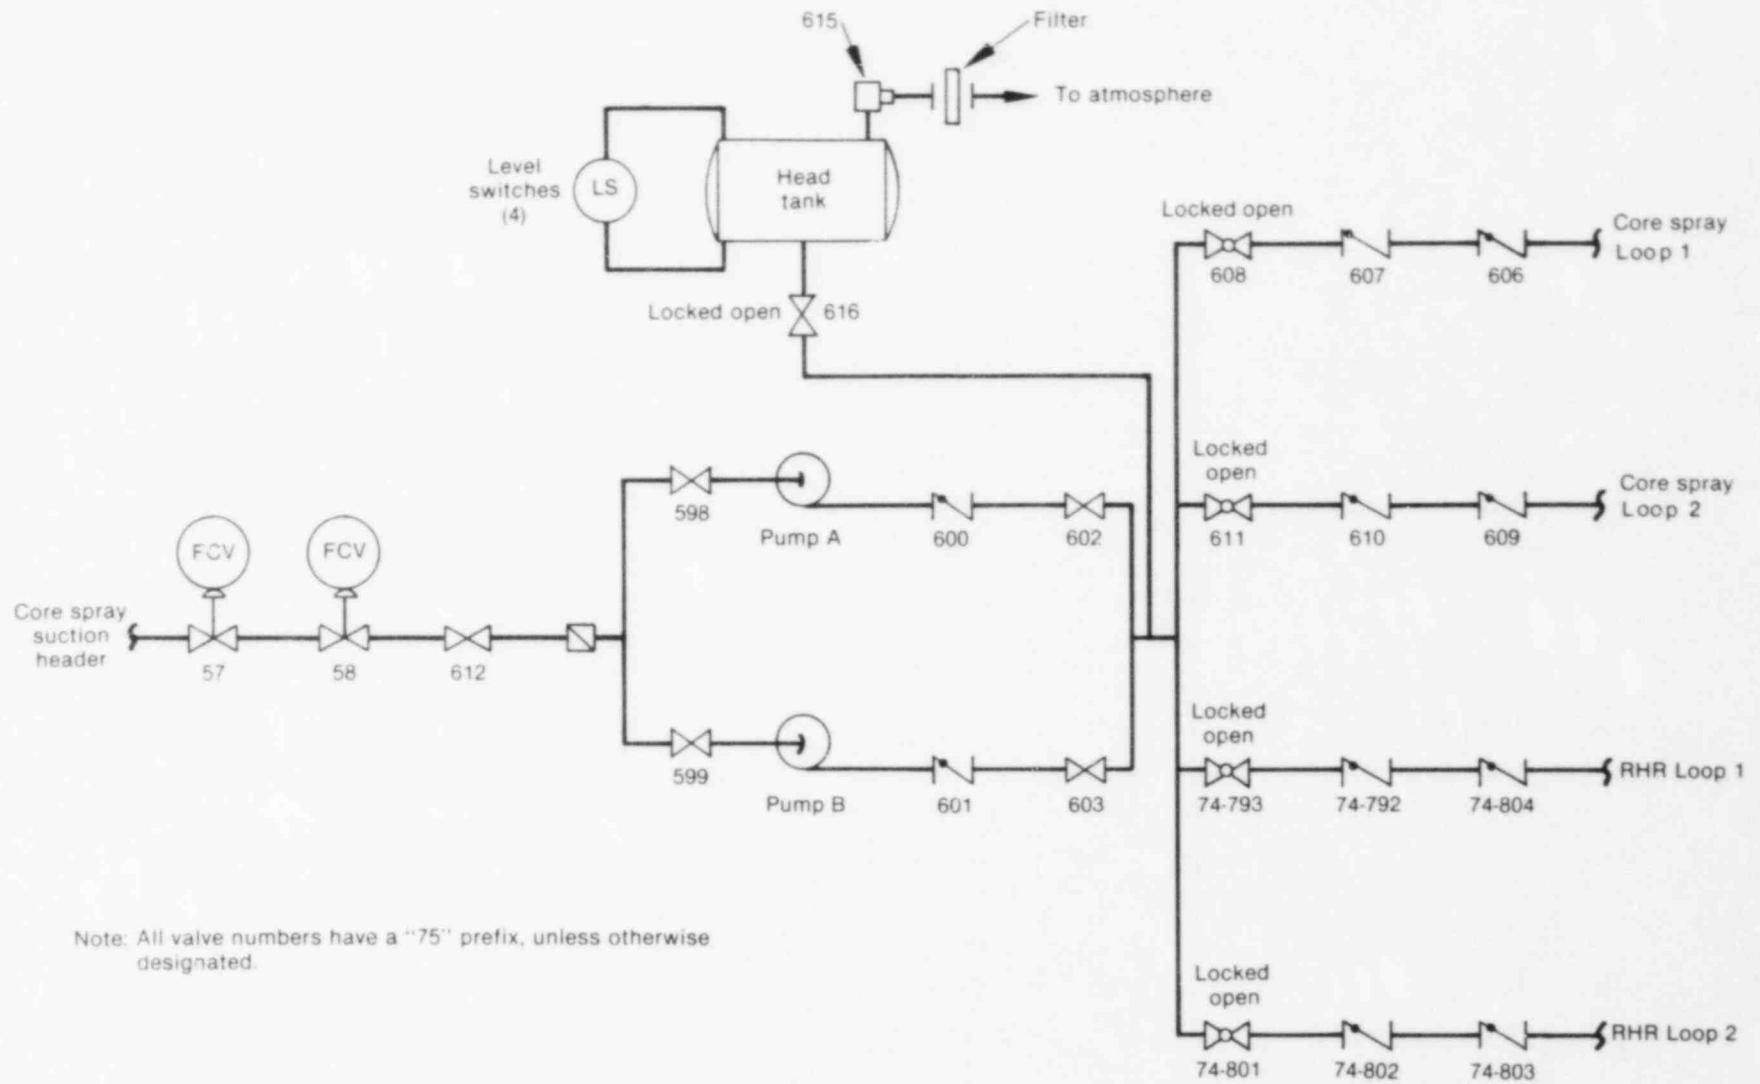 615
Filter
To atmosphere
Level
switches
(4)
LS
Head
tank
Locked open
616
Locked open
608
607
606
Core spray
Loop 1
Locked
open
611
610
609
Core spray
Loop 2
598
Pump A
600
602
FCV
FCV
Core spray
suction
header
57
58
612
599
Pump B
601
603
Locked
open
74-793
74-792
74-804
RHR Loop 1
Note: All valve numbers have a "75" prefix, unless otherwise
designated.
Locked
open
74-801
74-802
74-803
RHR Loop 2